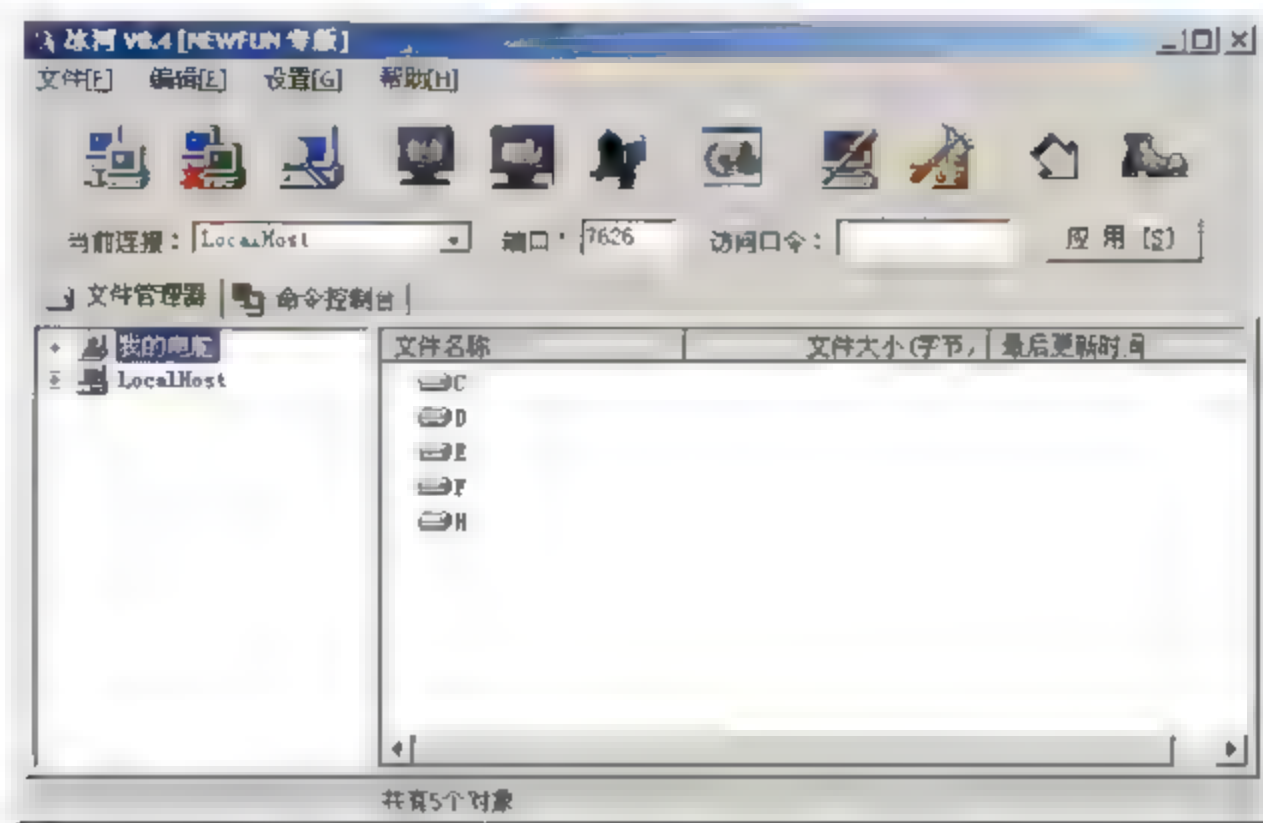 冰河 V8.4 [NEWFUN 专版]
文件[F] 编辑[E] 设置[G] 帮助[H]
当前连接： LocalHost 端口： 7626 访问口令： 应用[S]
文件管理器 命令控制台
我的电脑
LocalHost
文件名称 文件大小(字节) 最后更新时间
C
D
E
F
H
共有5个对象